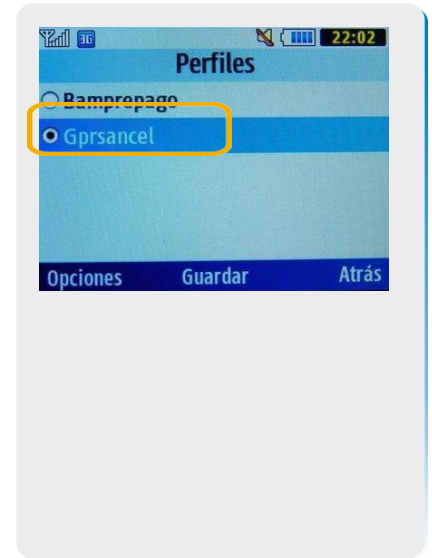 3G 22:02
Perfiles
Bamprepago
Gprsancel
Opciones Guardar Atrás